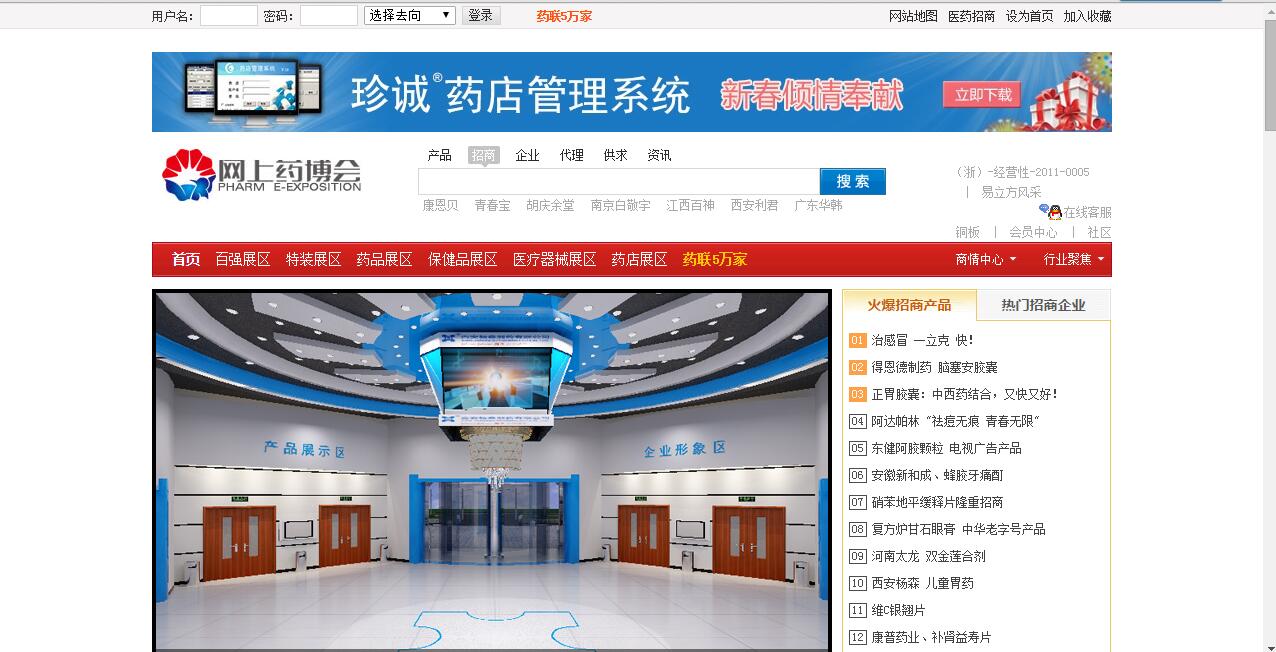 用户名： 密码： 选择去向 登录 药联5万家 网站地图 医药招商 设为首页 加入收藏
珍诚®药店管理系统 新春倾情奉献 立即下载
产品 招商 企业 代理 供求 资讯
网上药博会
PHARM E-EXPOSITION
搜 索
康恩贝 青春宝 胡庆余堂 南京白敬宇 江西百神 西安利君 广东华韩
（浙）-经营性-2011-0005
| 易立方风采
在线客服
铜板 | 会员中心 | 社区
首页 百强展区 特装展区 药品展区 保健品展区 医疗器械展区 药店展区 药联5万家 商情中心 行业聚焦
产品展示区
企业形象区
火爆招商产品 热门招商企业
01 治感冒 一立克 快！
02 得恩德制药 脑塞安胶囊
03 正胃胶囊：中西药结合，又快又好！
04 祛痘无痕 青春无限”
05 东健阿胶颗粒 电视广告产品
06 安徽新和成、蜂胶牙痛酊
07 硝苯地平缓释片隆重招商
08 复方炉甘石眼膏 中华老字号产品
09 河南太龙 双金莲合剂
10 西安杨森 儿童胃药
11 维C银翘片
12 康普药业、补肾益寿片